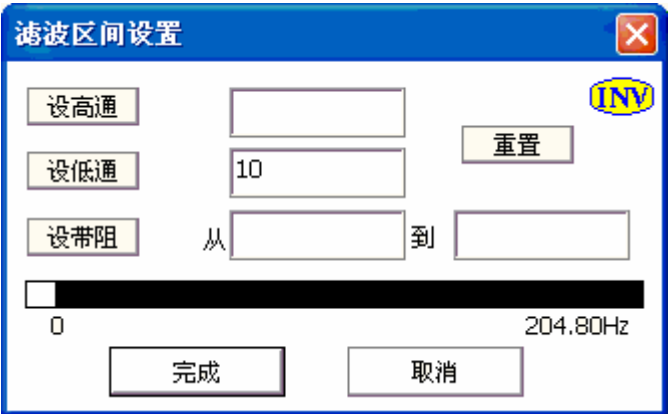 滤波区间设置
INV
设高通
重置
设低通 10
设带阻 从 到
0 204.80Hz
完成 取消